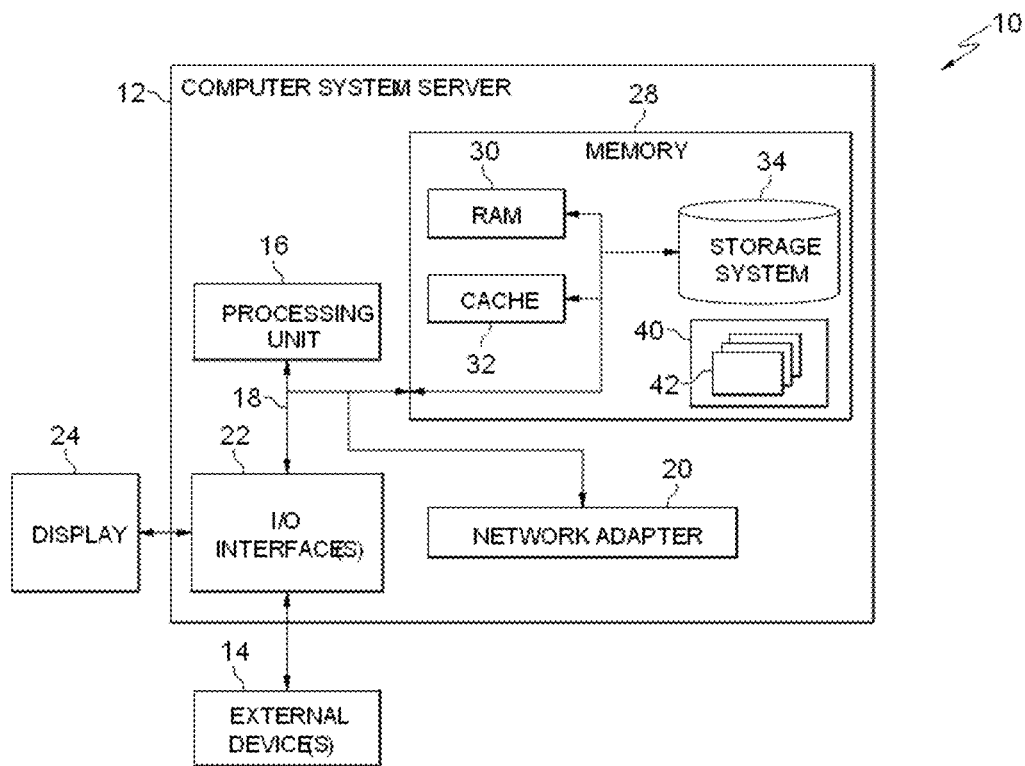 10
12
COMPUTER SYSTEM SERVER
28
MEMORY
30
RAM
34
STORAGE
SYSTEM
16
PROCESSING
UNIT
CACHE
32
40
42
18
24
DISPLAY
22
I/O
INTERFACE(S)
20
NETWORK ADAPTER
14
EXTERNAL
DEVICE(S)